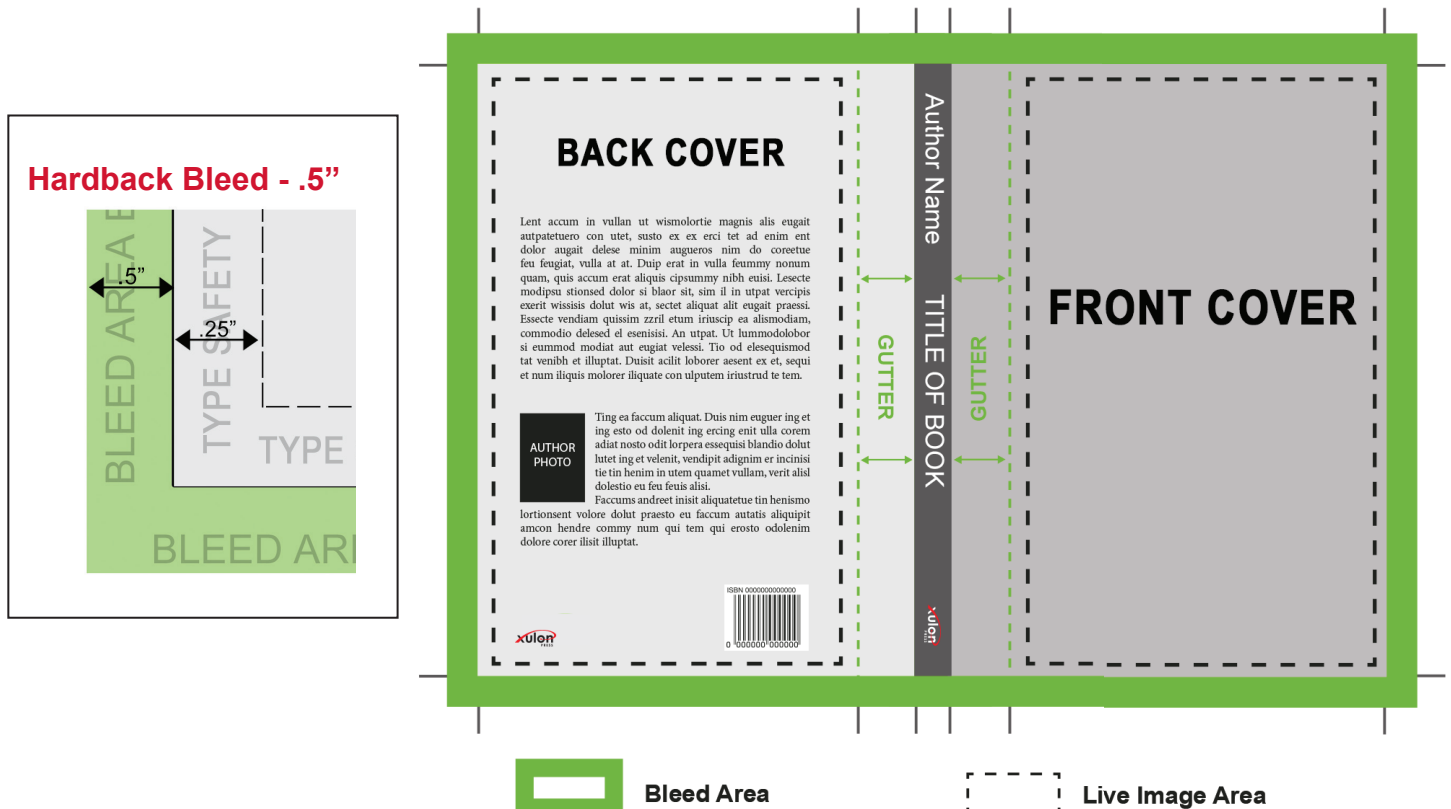 Hardback Bleed - .5”
.5”
.25”
BLEED AREA B
TYPE SAFETY
TYPE
BLEED ARE
BACK COVER
Lent accum in vullan ut wismolortie magnis alis eugait
autpatetuero con utet, susto ex ex erci tet ad enim ent
dolor augait delese minim augueros nim do coreetue
feu feugiat, vulla at at. Duip erat in vulla feummy nonum
quam, quis accum erat aliquis cipsummy nibh euisi. Lesecte
modipsu stionsed dolor si blaor sit, sim il in utpat vercipis
exerit wissisis dolut wis at, sectet aliquat alit eugait praessi.
Essecte vendiam quissim zzril etum iriuscip ea alismodiam,
commodio delesed el esenisisi. An utpat. Ut lummodolobor
si eummod modiat aut eugiat velessi. Tio od elesequismod
tat venibh et illuptat. Duisit acilit loborer aesent ex et, sequi
et num iliquis molorer iliquate con ulputem iriustrud te tem.
AUTHOR
PHOTO
Ting ea faccum aliquat. Duis nim euguer ing et
ing esto od dolenit ing ercing enit ulla corem
adiat nosto odit lorpera essequisi blandio dolut
lutet ing et velenit, vendipit adignim er incinisi
tie tin henim in utem quamet vullam, verit alisl
dolestio eu feu feuis alisi.
Faccums andreet inisit aliquatetue tin henismo
lortionsent volore dolut praesto eu faccum autatis aliquipit
amcon hendre commy num qui tem qui erosto odolenim
dolore corer ilisit illuptat.
xulon
PRESS
ISBN 0000000000000
0 000000 000000
GUTTER
Author Name
TITLE OF BOOK
xulon
PRESS
GUTTER
FRONT COVER
Bleed Area
Live Image Area